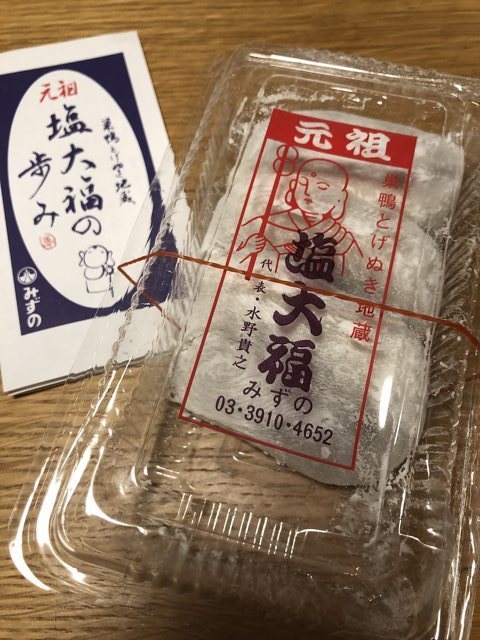 元祖
巣鴨とげぬき地蔵
塩大福の
歩み
みずの
元祖
巣鴨とげぬき地蔵
塩大福
代表・水野貴之
みずの
03・3910・4652